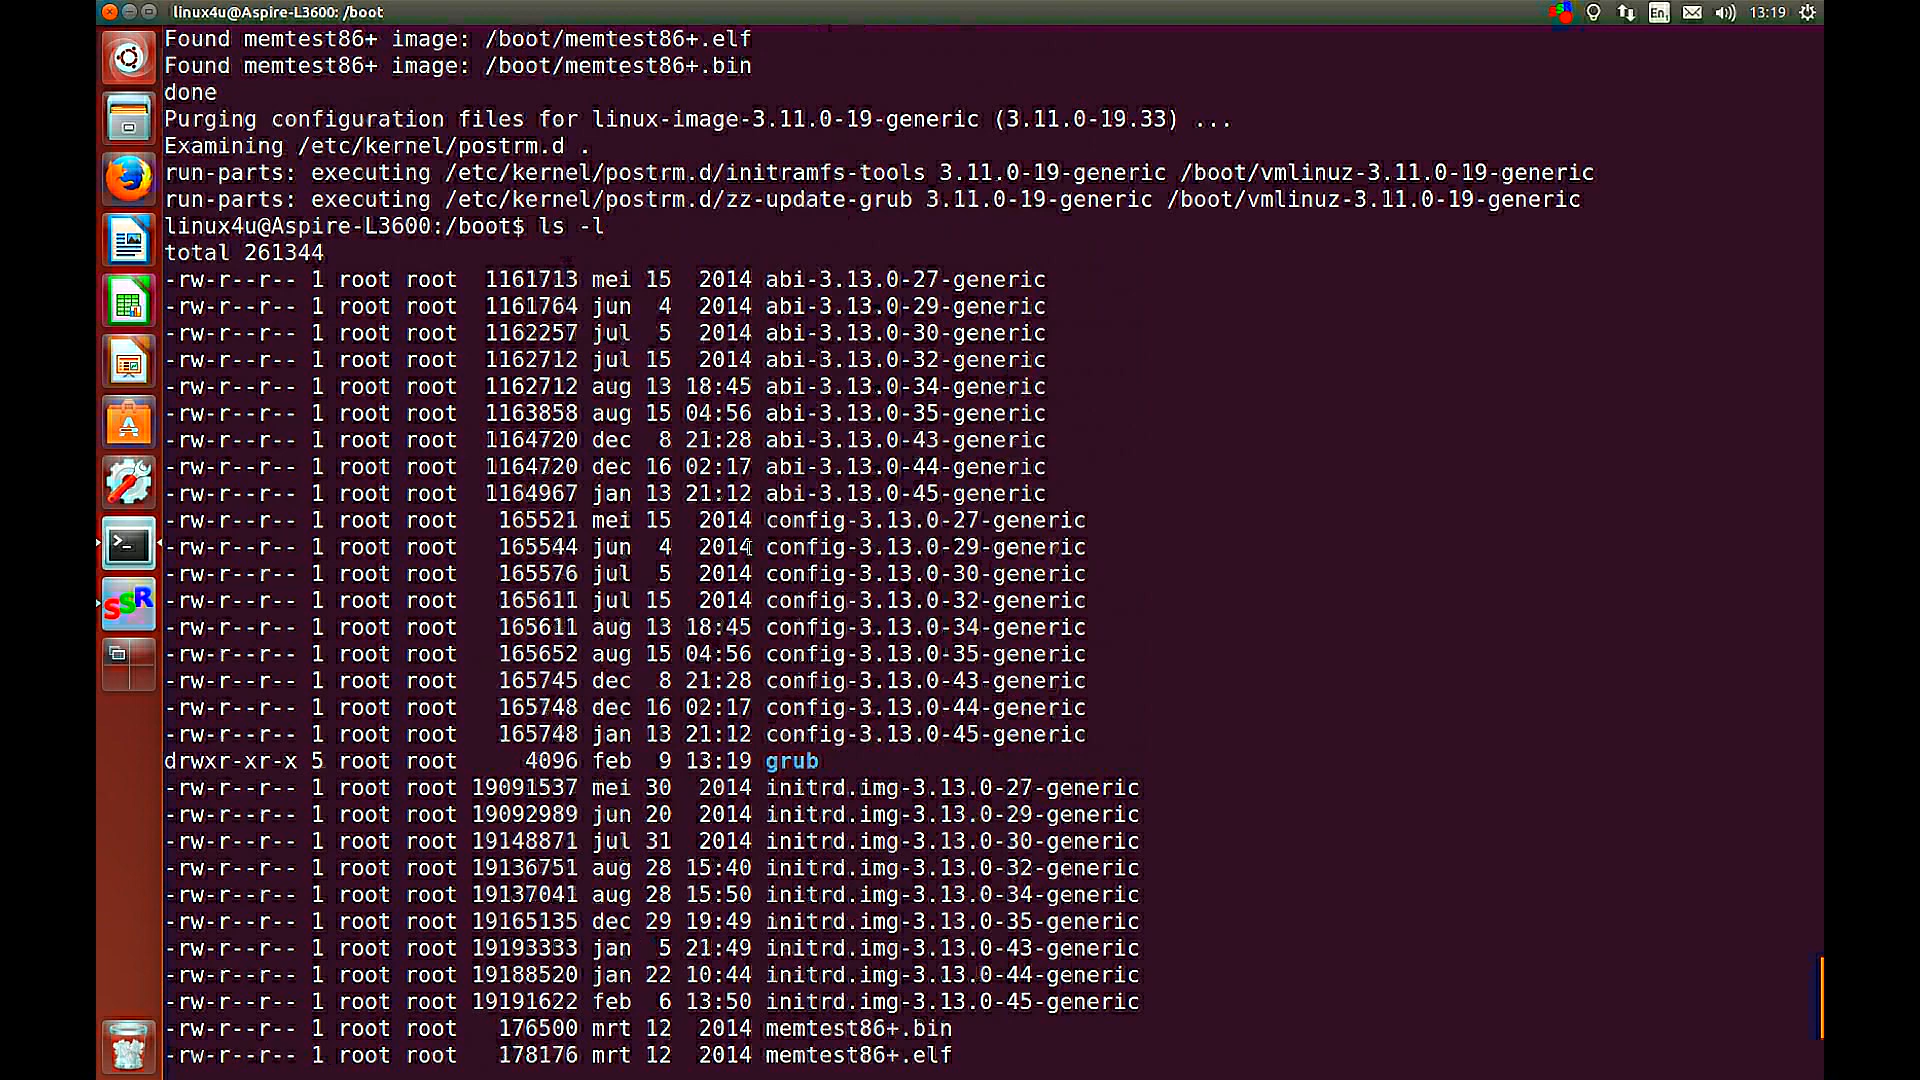 linux4u@Aspire-L3600: /boot
En
13:19
Found memtest86+ image: /boot/memtest86+.elf
Found memtest86+ image: /boot/memtest86+.bin
done
Purging configuration files for linux-image-3.11.0-19-generic (3.11.0-19.33) ...
Examining /etc/kernel/postrm.d .
run-parts: executing /etc/kernel/postrm.d/initramfs-tools 3.11.0-19-generic /boot/vmlinuz-3.11.0-19-generic
run-parts: executing /etc/kernel/postrm.d/zz-update-grub 3.11.0-19-generic /boot/vmlinuz-3.11.0-19-generic
linux4u@Aspire-L3600:/boot$ ls -l
total 261344
-rw-r--r-- 1 root root  1161713 mei 15  2014 abi-3.13.0-27-generic
-rw-r--r-- 1 root root  1161764 jun  4  2014 abi-3.13.0-29-generic
-rw-r--r-- 1 root root  1162257 jul  5  2014 abi-3.13.0-30-generic
-rw-r--r-- 1 root root  1162712 jul 15  2014 abi-3.13.0-32-generic
-rw-r--r-- 1 root root  1162712 aug 13 18:45 abi-3.13.0-34-generic
-rw-r--r-- 1 root root  1163858 aug 15 04:56 abi-3.13.0-35-generic
-rw-r--r-- 1 root root  1164720 dec  8 21:28 abi-3.13.0-43-generic
-rw-r--r-- 1 root root  1164720 dec 16 02:17 abi-3.13.0-44-generic
-rw-r--r-- 1 root root  1164967 jan 13 21:12 abi-3.13.0-45-generic
-rw-r--r-- 1 root root   165521 mei 15  2014 config-3.13.0-27-generic
-rw-r--r-- 1 root root   165544 jun  4  2014 config-3.13.0-29-generic
-rw-r--r-- 1 root root   165576 jul  5  2014 config-3.13.0-30-generic
-rw-r--r-- 1 root root   165611 jul 15  2014 config-3.13.0-32-generic
-rw-r--r-- 1 root root   165611 aug 13 18:45 config-3.13.0-34-generic
-rw-r--r-- 1 root root   165652 aug 15 04:56 config-3.13.0-35-generic
-rw-r--r-- 1 root root   165745 dec  8 21:28 config-3.13.0-43-generic
-rw-r--r-- 1 root root   165748 dec 16 02:17 config-3.13.0-44-generic
-rw-r--r-- 1 root root   165748 jan 13 21:12 config-3.13.0-45-generic
drwxr-xr-x 5 root root     4096 feb  9 13:19 grub
-rw-r--r-- 1 root root 19091537 mei 30  2014 initrd.img-3.13.0-27-generic
-rw-r--r-- 1 root root 19092989 jun 20  2014 initrd.img-3.13.0-29-generic
-rw-r--r-- 1 root root 19148871 jul 31  2014 initrd.img-3.13.0-30-generic
-rw-r--r-- 1 root root 19136751 aug 28 15:40 initrd.img-3.13.0-32-generic
-rw-r--r-- 1 root root 19137041 aug 28 15:50 initrd.img-3.13.0-34-generic
-rw-r--r-- 1 root root 19165135 dec 29 19:49 initrd.img-3.13.0-35-generic
-rw-r--r-- 1 root root 19193333 jan  5 21:49 initrd.img-3.13.0-43-generic
-rw-r--r-- 1 root root 19188520 jan 22 10:44 initrd.img-3.13.0-44-generic
-rw-r--r-- 1 root root 19191622 feb  6 13:50 initrd.img-3.13.0-45-generic
-rw-r--r-- 1 root root   176500 mrt 12  2014 memtest86+.bin
-rw-r--r-- 1 root root   178176 mrt 12  2014 memtest86+.elf
SSR